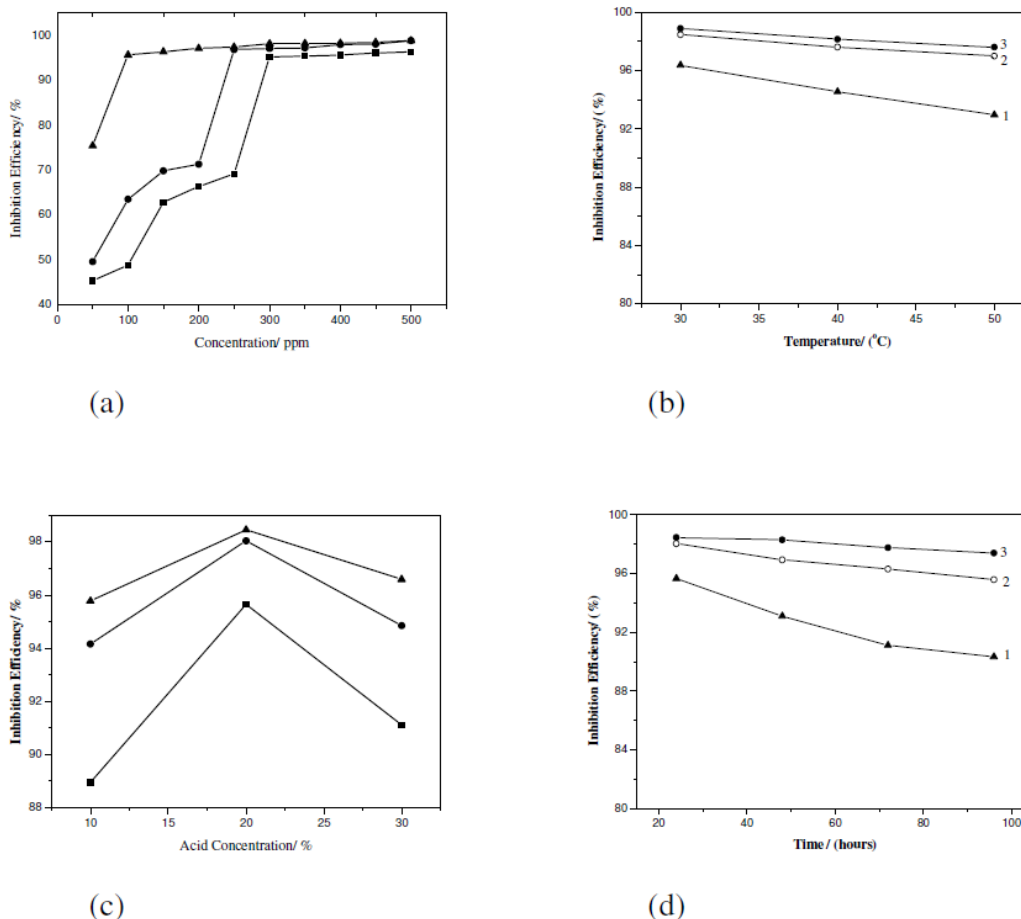 100
90
80
70
60
50
40
Inhibition Efficiency/ %
0 100 200 300 400 500
Concentration/ ppm
(a)
100
96
92
88
84
80
Inhibition Efficiency/ (%)
3
2
1
30 35 40 45 50
Temperature/ (°C)
(b)
98
96
94
92
90
88
Inhibition Efficiency/ %
10 15 20 25 30
Acid Concentration/ %
(c)
100
96
92
88
84
80
Inhibition Efficiency/ (%)
3
2
1
20 40 60 80 100
Time / (hours)
(d)